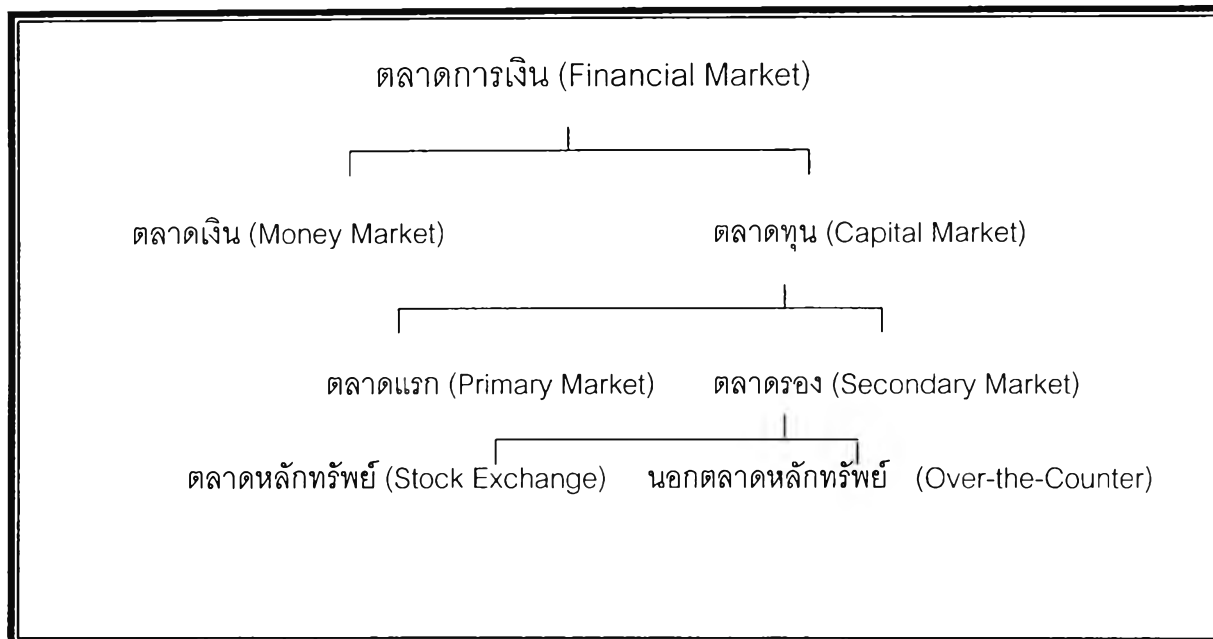 ตลาดการเงิน (Financial Market)
ตลาดเงิน (Money Market) ตลาดทุน (Capital Market)
ตลาดแรก (Primary Market) ตลาดรอง (Secondary Market)
ตลาดหลักทรัพย์ (Stock Exchange) นอกตลาดหลักทรัพย์ (Over-the-Counter)